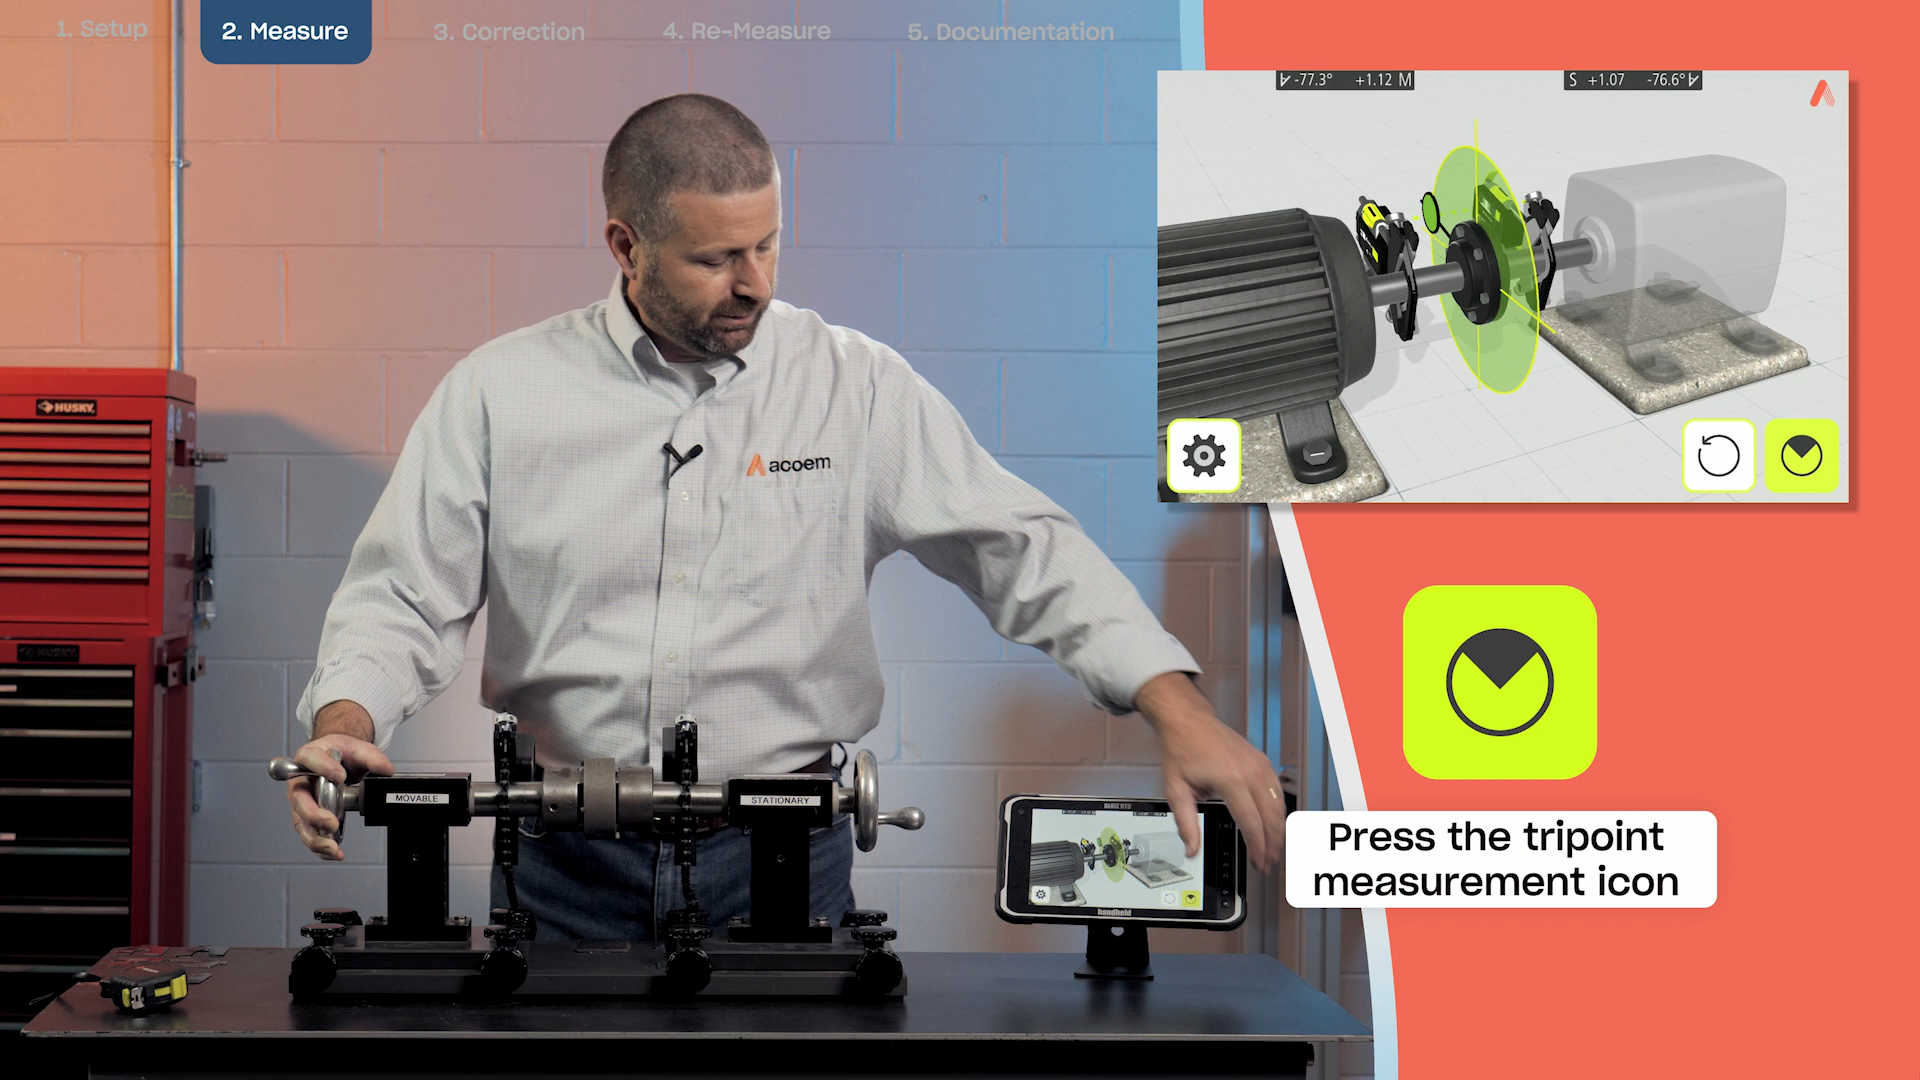 1. Setup
2. Measure
3. Correction
4. Re-Measure
5. Documentation
-77.3° +1.12 M
S +1.07 -76.6°
HUSKY
HUSKY
acoem
MOVABLE
STATIONARY
handheld
Press the tripoint
measurement icon